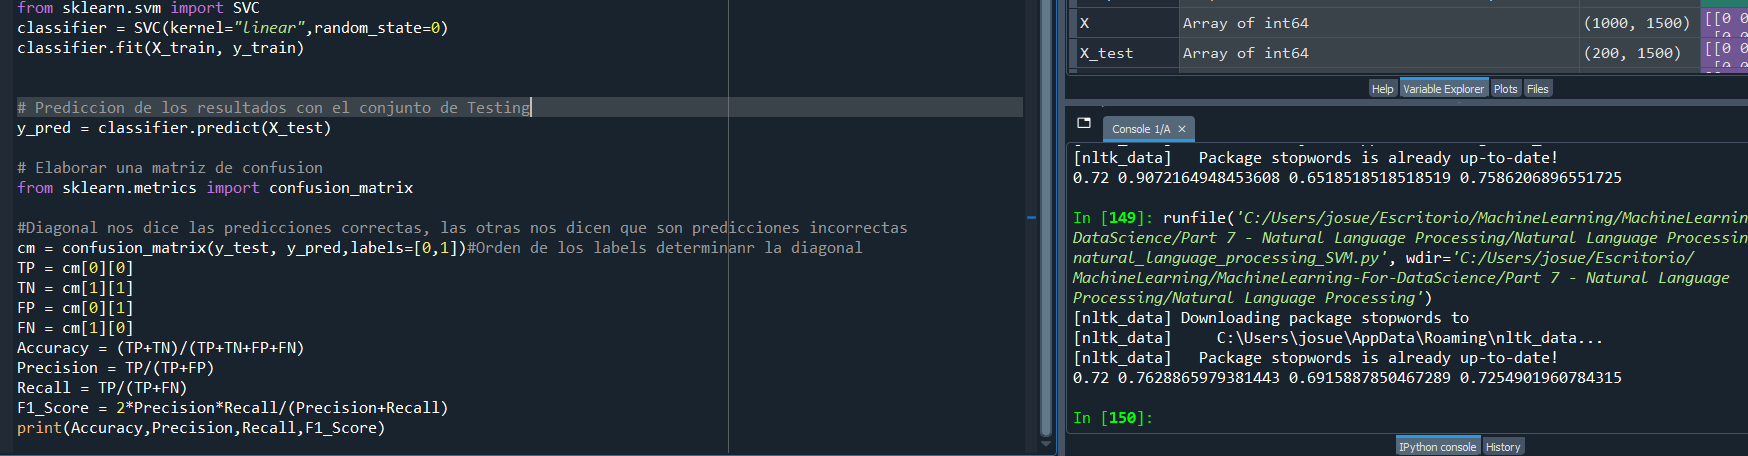 from sklearn.svm import SVC
classifier = SVC(kernel="linear",random_state=0)
classifier.fit(X_train, y_train)
# Prediccion de los resultados con el conjunto de Testing
y_pred = classifier.predict(X_test)
# Elaborar una matriz de confusion
from sklearn.metrics import confusion_matrix
#Diagonal nos dice las predicciones correctas, las otras nos dicen que son predicciones incorrectas
cm = confusion_matrix(y_test, y_pred,labels=[0,1])#Orden de los labels determinanr la diagonal
TP = cm[0][0]
TN = cm[1][1]
FP = cm[0][1]
FN = cm[1][0]
Accuracy = (TP+TN)/(TP+TN+FP+FN)
Precision = TP/(TP+FP)
Recall = TP/(TP+FN)
F1_Score = 2*Precision*Recall/(Precision+Recall)
print(Accuracy,Precision,Recall,F1_Score)
X Array of int64 (1000, 1500) [[0 0
X_test Array of int64 (200, 1500) [[0 0
Help Variable Explorer Plots Files
Console 1/A ×
[nltk_data]   Package stopwords is already up-to-date!
0.72 0.9072164948453608 0.6518518518518519 0.7586206896551725
In [149]: runfile('C:/Users/josue/Escritorio/MachineLearning/MachineLearnin
DataScience/Part 7 - Natural Language Processing/Natural Language Processin
natural_language_processing_SVM.py', wdir='C:/Users/josue/Escritorio/
MachineLearning/MachineLearning-For-DataScience/Part 7 - Natural Language
Processing/Natural Language Processing')
[nltk_data] Downloading package stopwords to
[nltk_data]     C:\Users\josue\AppData\Roaming\nltk_data...
[nltk_data]   Package stopwords is already up-to-date!
0.72 0.7628865979381443 0.6915887850467289 0.7254901960784315
In [150]:
IPython console History